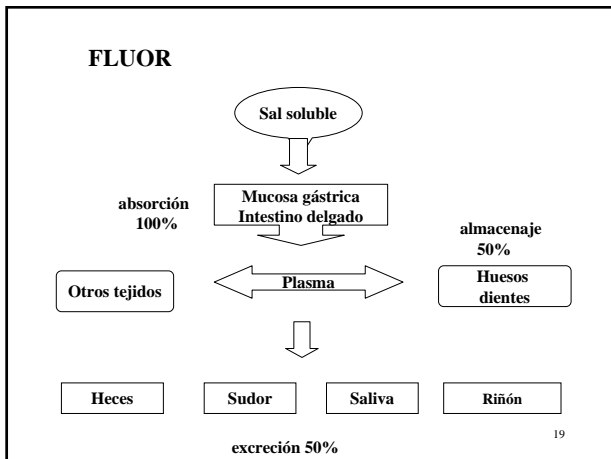 FLUOR
Sal soluble
absorción
100%
Mucosa gástrica
Intestino delgado
almacenaje
50%
Otros tejidos
Plasma
Huesos
dientes
Heces
Sudor
Saliva
Riñón
excreción 50%
19